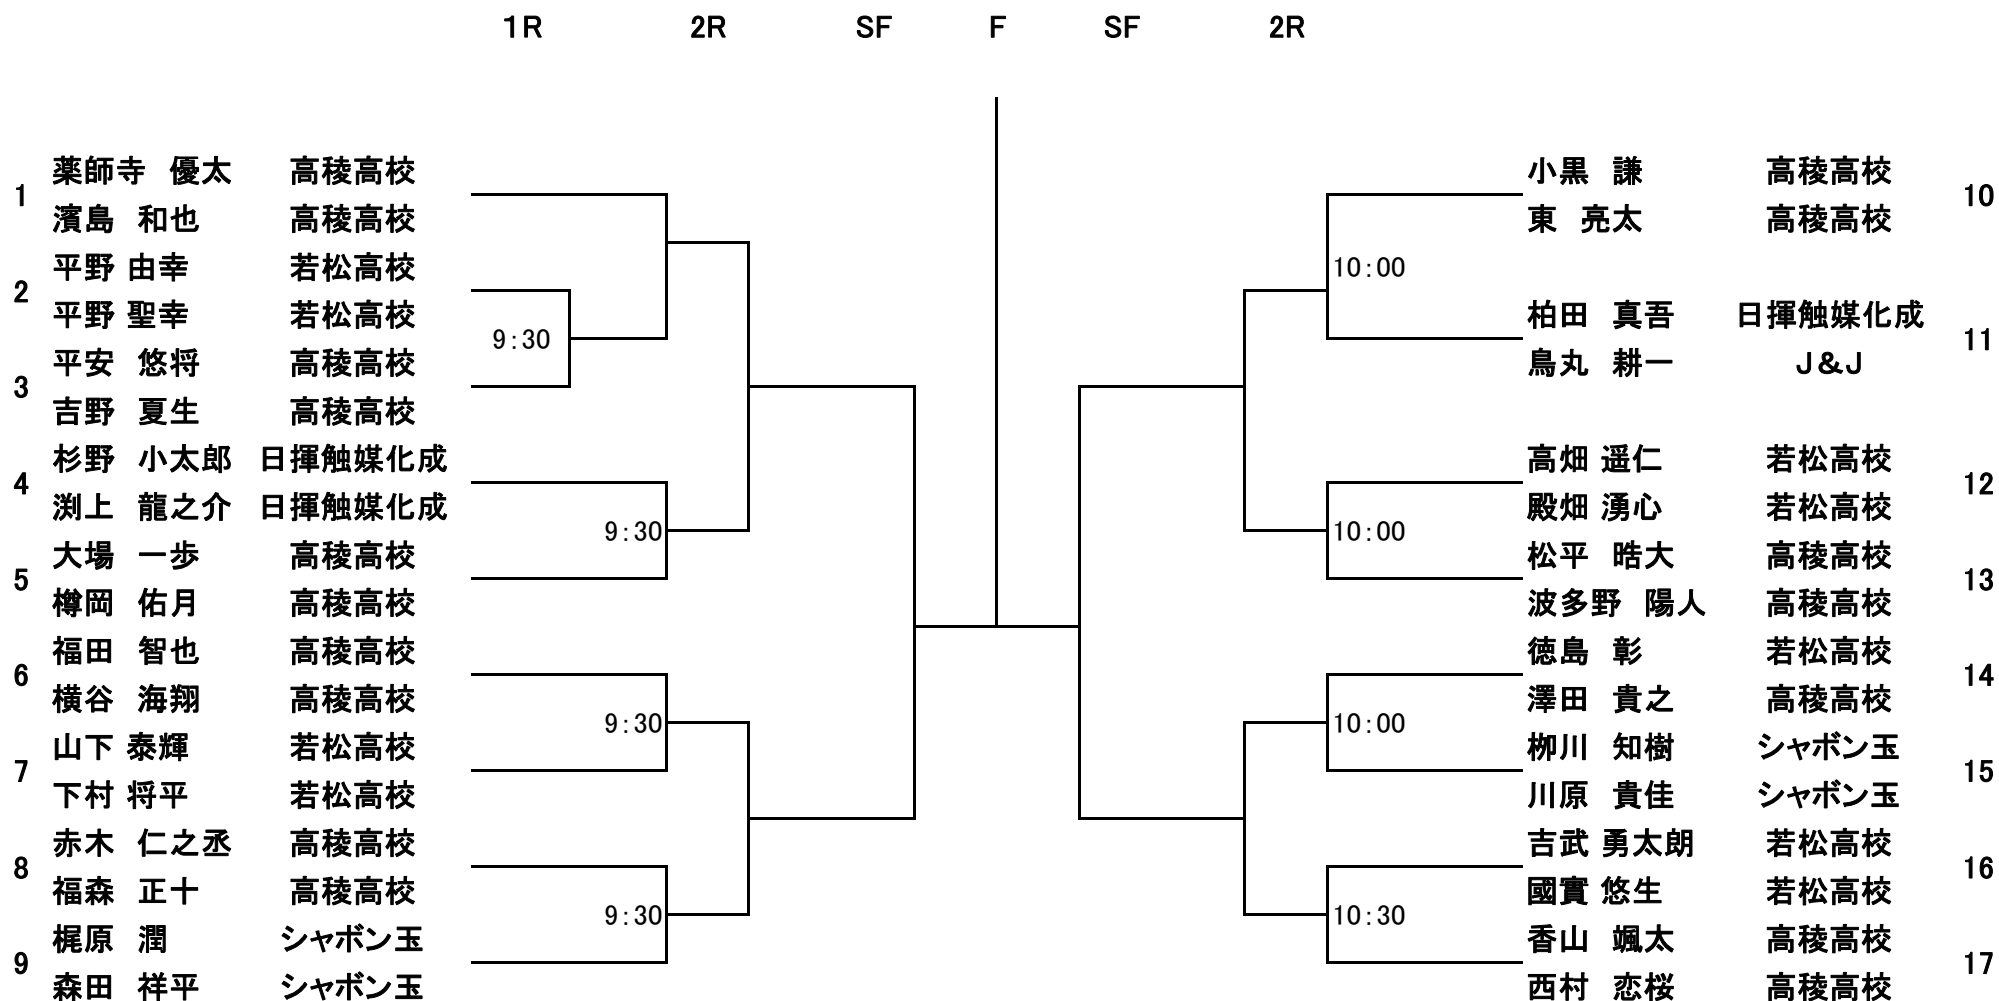 1R 2R SF F SF 2R
薬師寺 優太 高稜高校
1
濱島 和也 高稜高校
平野 由幸 若松高校
2
平野 聖幸 若松高校
9:30
平安 悠将 高稜高校
3
吉野 夏生 高稜高校
杉野 小太郎 日揮触媒化成
4
渕上 龍之介 日揮触媒化成
9:30
大場 一歩 高稜高校
5
樽岡 佑月 高稜高校
福田 智也 高稜高校
6
横谷 海翔 高稜高校
9:30
山下 泰輝 若松高校
7
下村 将平 若松高校
赤木 仁之丞 高稜高校
8
福森 正十 高稜高校
9:30
梶原 潤 シャボン玉
9
森田 祥平 シャボン玉
小黒 謙 高稜高校
10
東 亮太 高稜高校
10:00
柏田 真吾 日揮触媒化成
11
鳥丸 耕一 J&J
高畑 遥仁 若松高校
12
殿畑 湧心 若松高校
10:00
松平 晧大 高稜高校
13
波多野 陽人 高稜高校
徳島 彰 若松高校
14
澤田 貴之 高稜高校
10:00
栁川 知樹 シャボン玉
15
川原 貴佳 シャボン玉
吉武 勇太朗 若松高校
16
國實 悠生 若松高校
10:30
香山 颯太 高稜高校
17
西村 恋桜 高稜高校